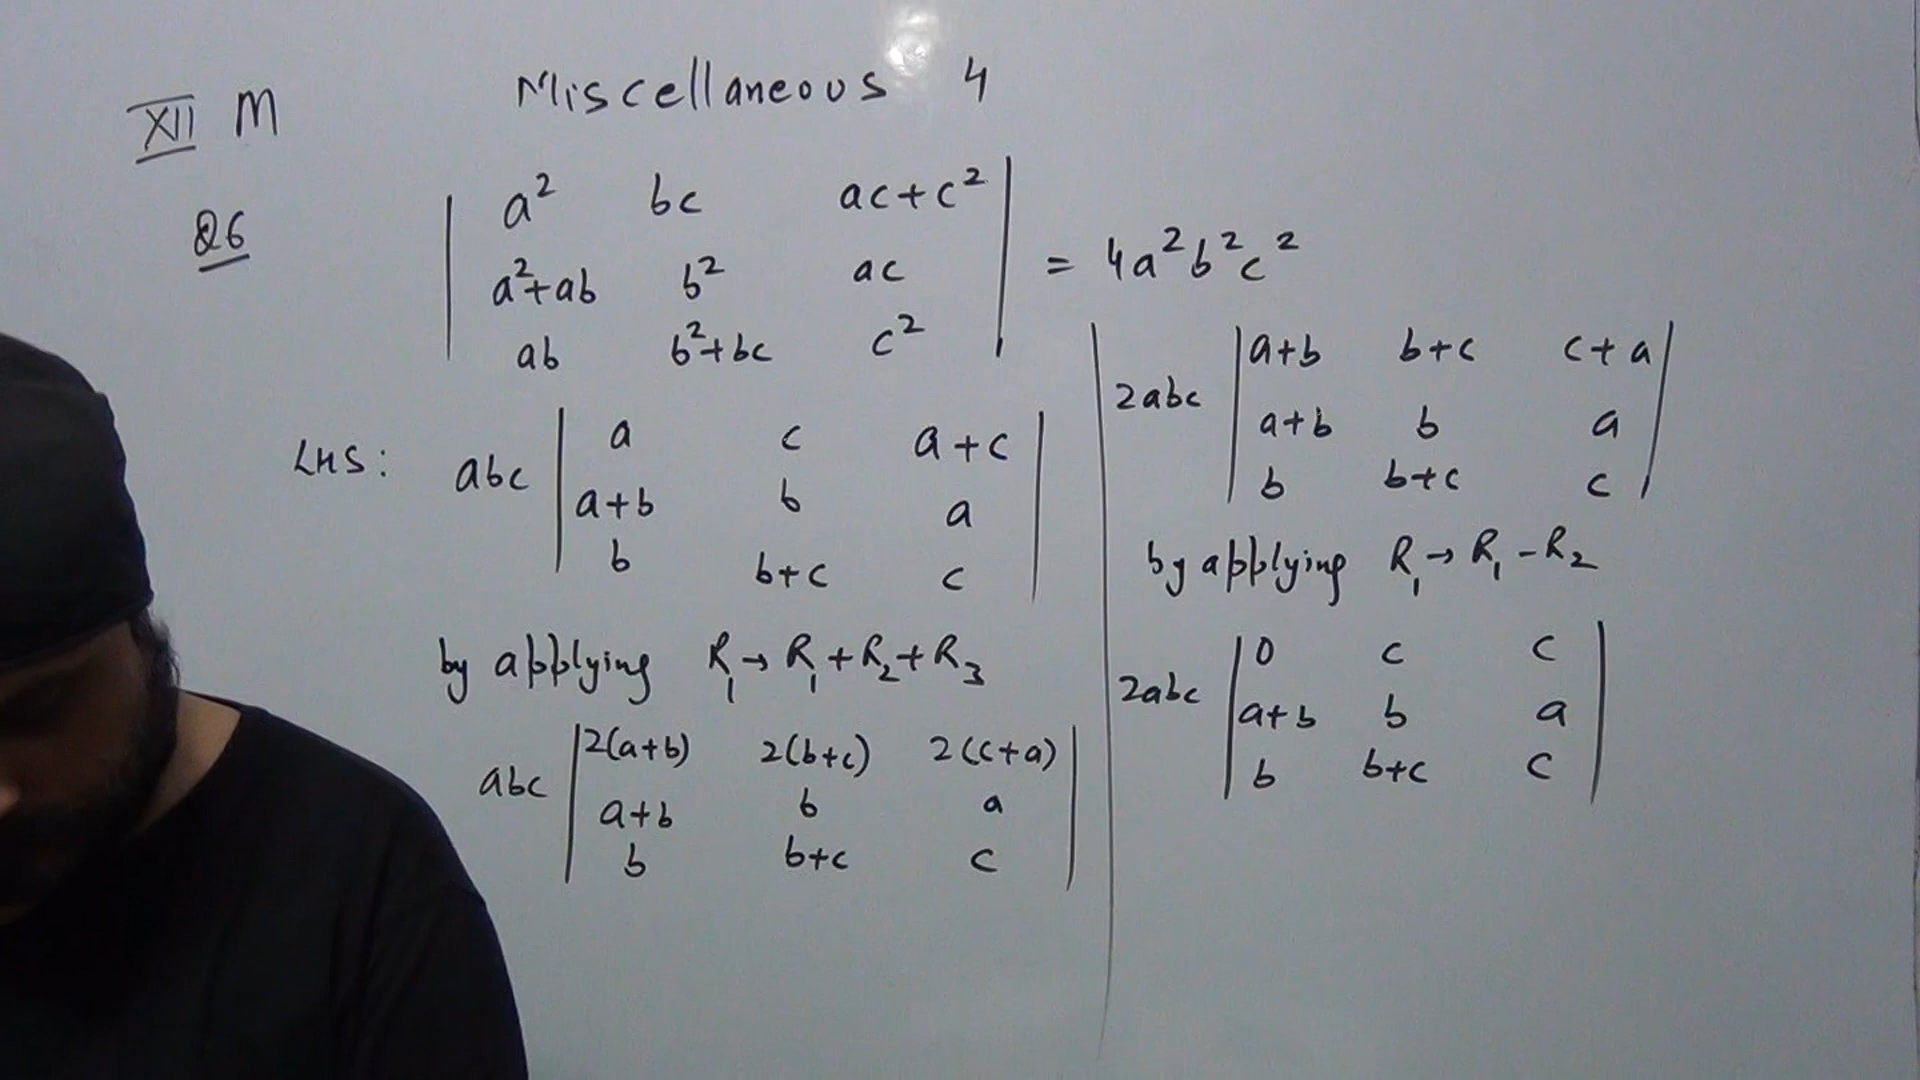 XII M Miscellaneous 4
Q6
| a² bc ac+c² |
| a²+ab b² ac | = 4a²b²c²
| ab b²+bc c² |
LHS: abc | a c a+c |
| a+b b a |
| b b+c c |
by applying R₁→R₁+R₂+R₃
abc | 2(a+b) 2(b+c) 2(c+a) |
| a+b b a |
| b b+c c |
2abc | a+b b+c c+a |
| a+b b a |
| b b+c c |
by applying R₁→R₁-R₂
2abc | 0 c c |
| a+b b a |
| b b+c c |